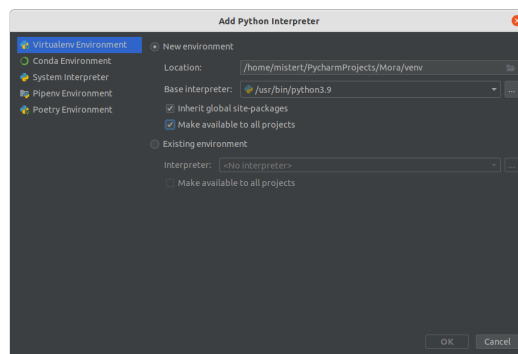 Add Python Interpreter
Virtualenv Environment
Conda Environment
System Interpreter
Pipenv Environment
Poetry Environment
New environment
Location: /home/mistert/PycharmProjects/Mora/venv
Base interpreter: /usr/bin/python3.9 ...
Inherit global site-packages
Make available to all projects
Existing environment
Interpreter: <No interpreter> ...
Make available to all projects
OK Cancel